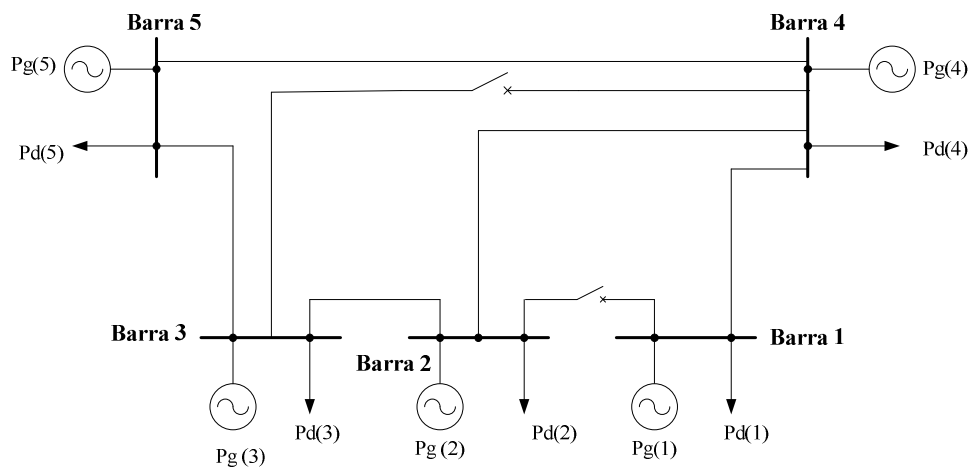 Barra 5
Barra 4
Pg(5)
Pg(4)
Pd(5)
Pd(4)
Barra 3
Barra 2
Barra 1
Pg (3)
Pd(3)
Pg (2)
Pd(2)
Pg(1)
Pd(1)